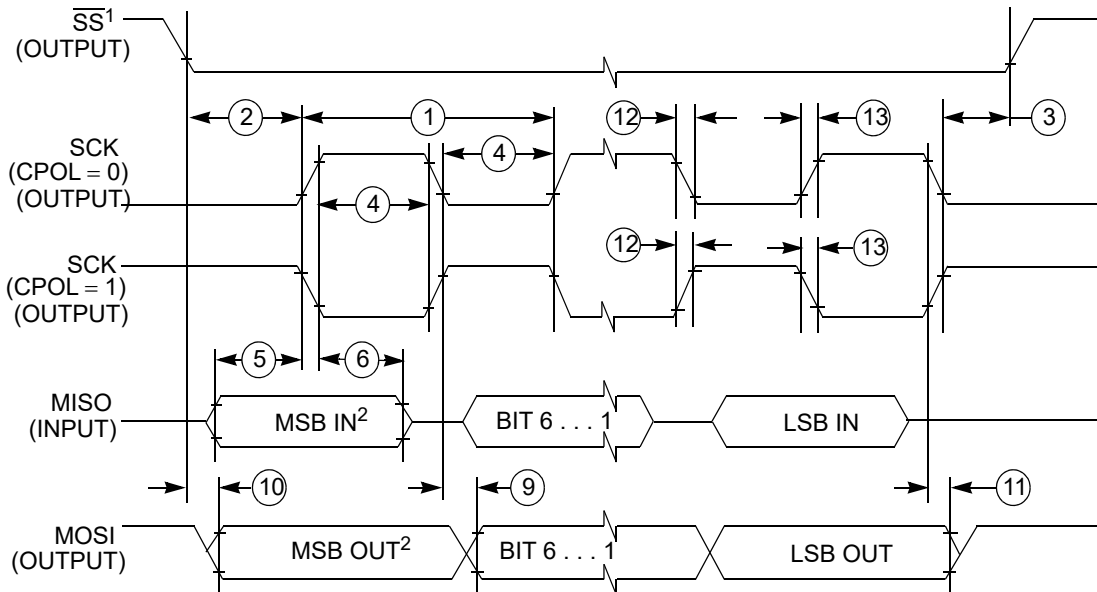 SS¹
(OUTPUT)
2
1
12
13
3
SCK
(CPOL = 0)
(OUTPUT)
4
4
SCK
(CPOL = 1)
(OUTPUT)
12
13
5
6
MISO
(INPUT)
MSB IN²
BIT 6 . . . 1
LSB IN
10
9
11
MOSI
(OUTPUT)
MSB OUT²
BIT 6 . . . 1
LSB OUT